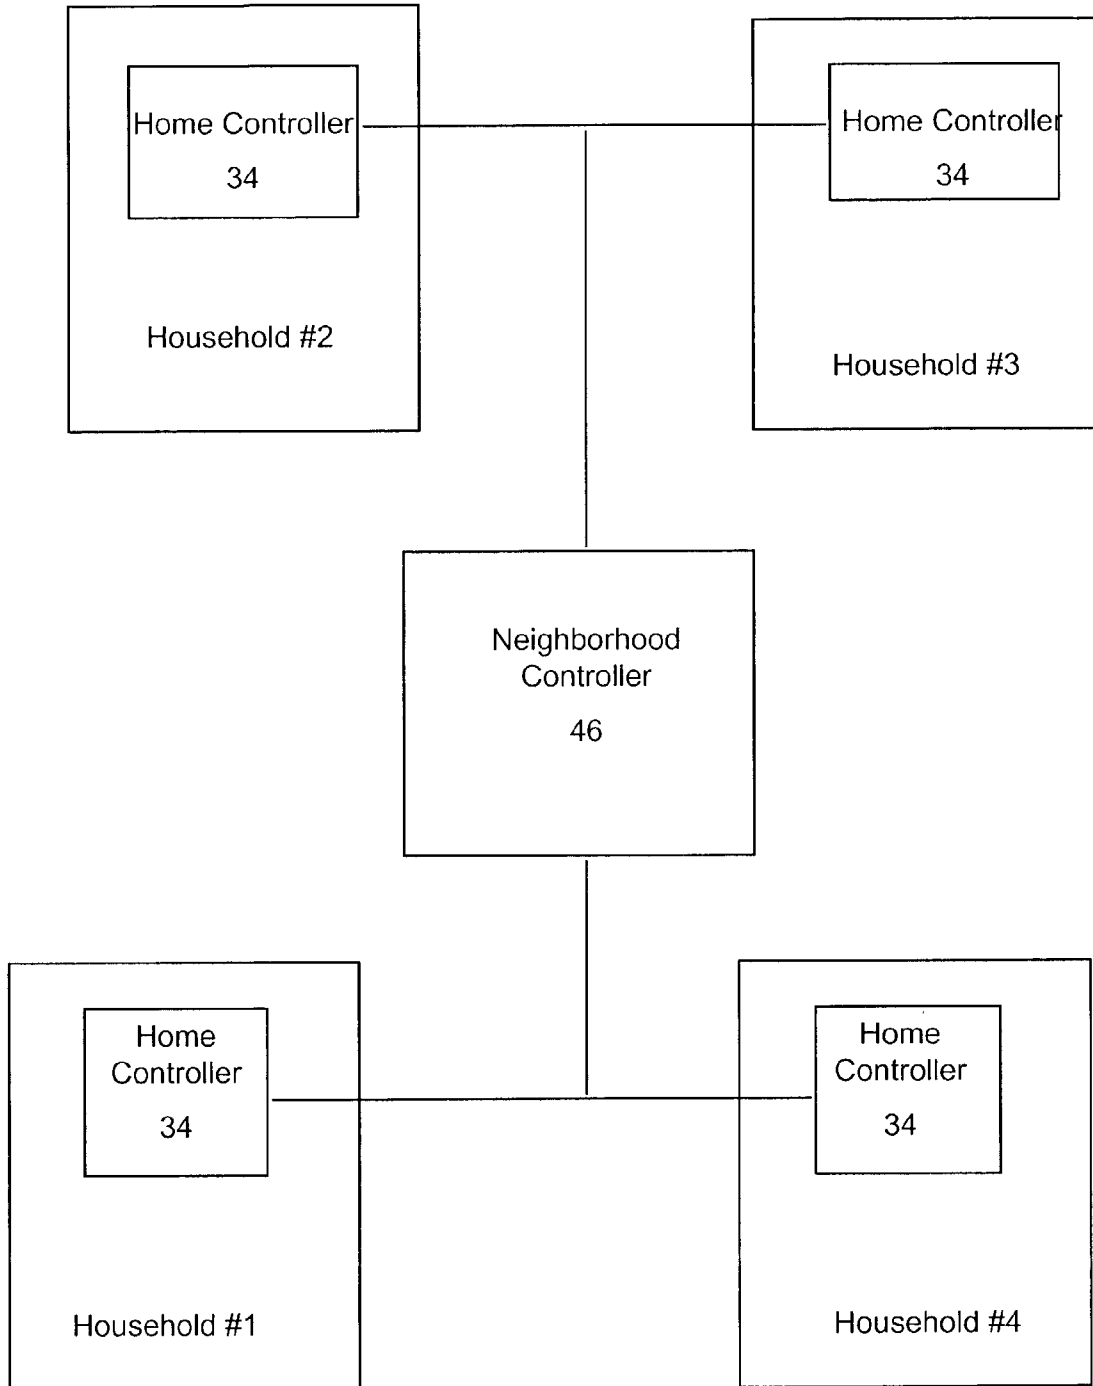 Home Controller
34
Household #2
Home Controller
34
Household #3
Neighborhood
Controller
46
Home
Controller
34
Household #1
Home
Controller
34
Household #4